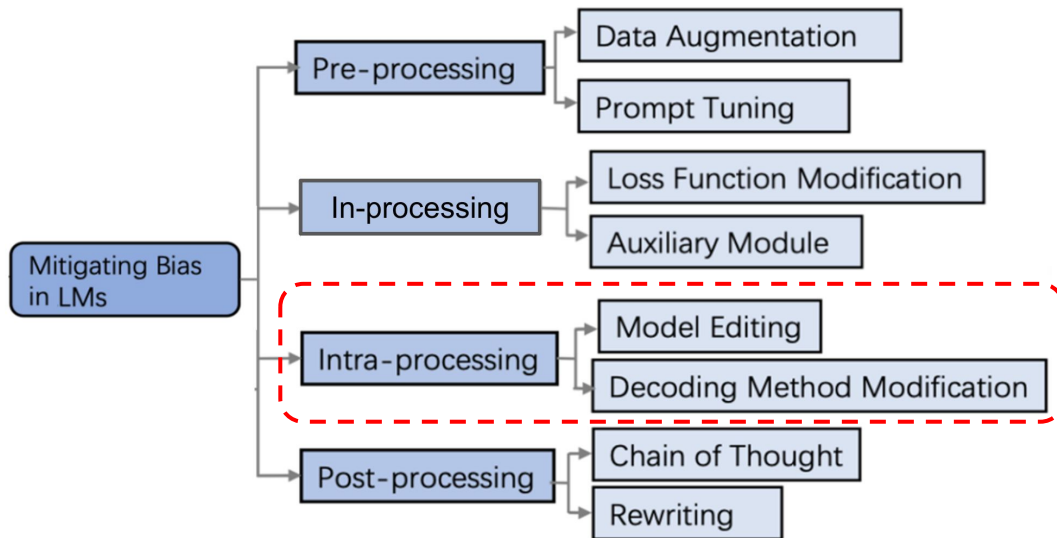 Mitigating Bias
in LMs
Pre-processing
Data Augmentation
Prompt Tuning
In-processing
Loss Function Modification
Auxiliary Module
Intra-processing
Model Editing
Decoding Method Modification
Post-processing
Chain of Thought
Rewriting